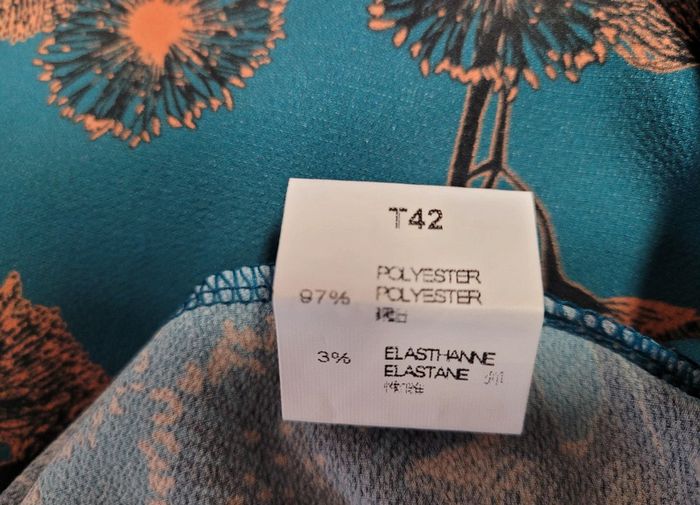 T42
POLYESTER
97% POLYESTER
3% ELASTHANNE
ELASTANE